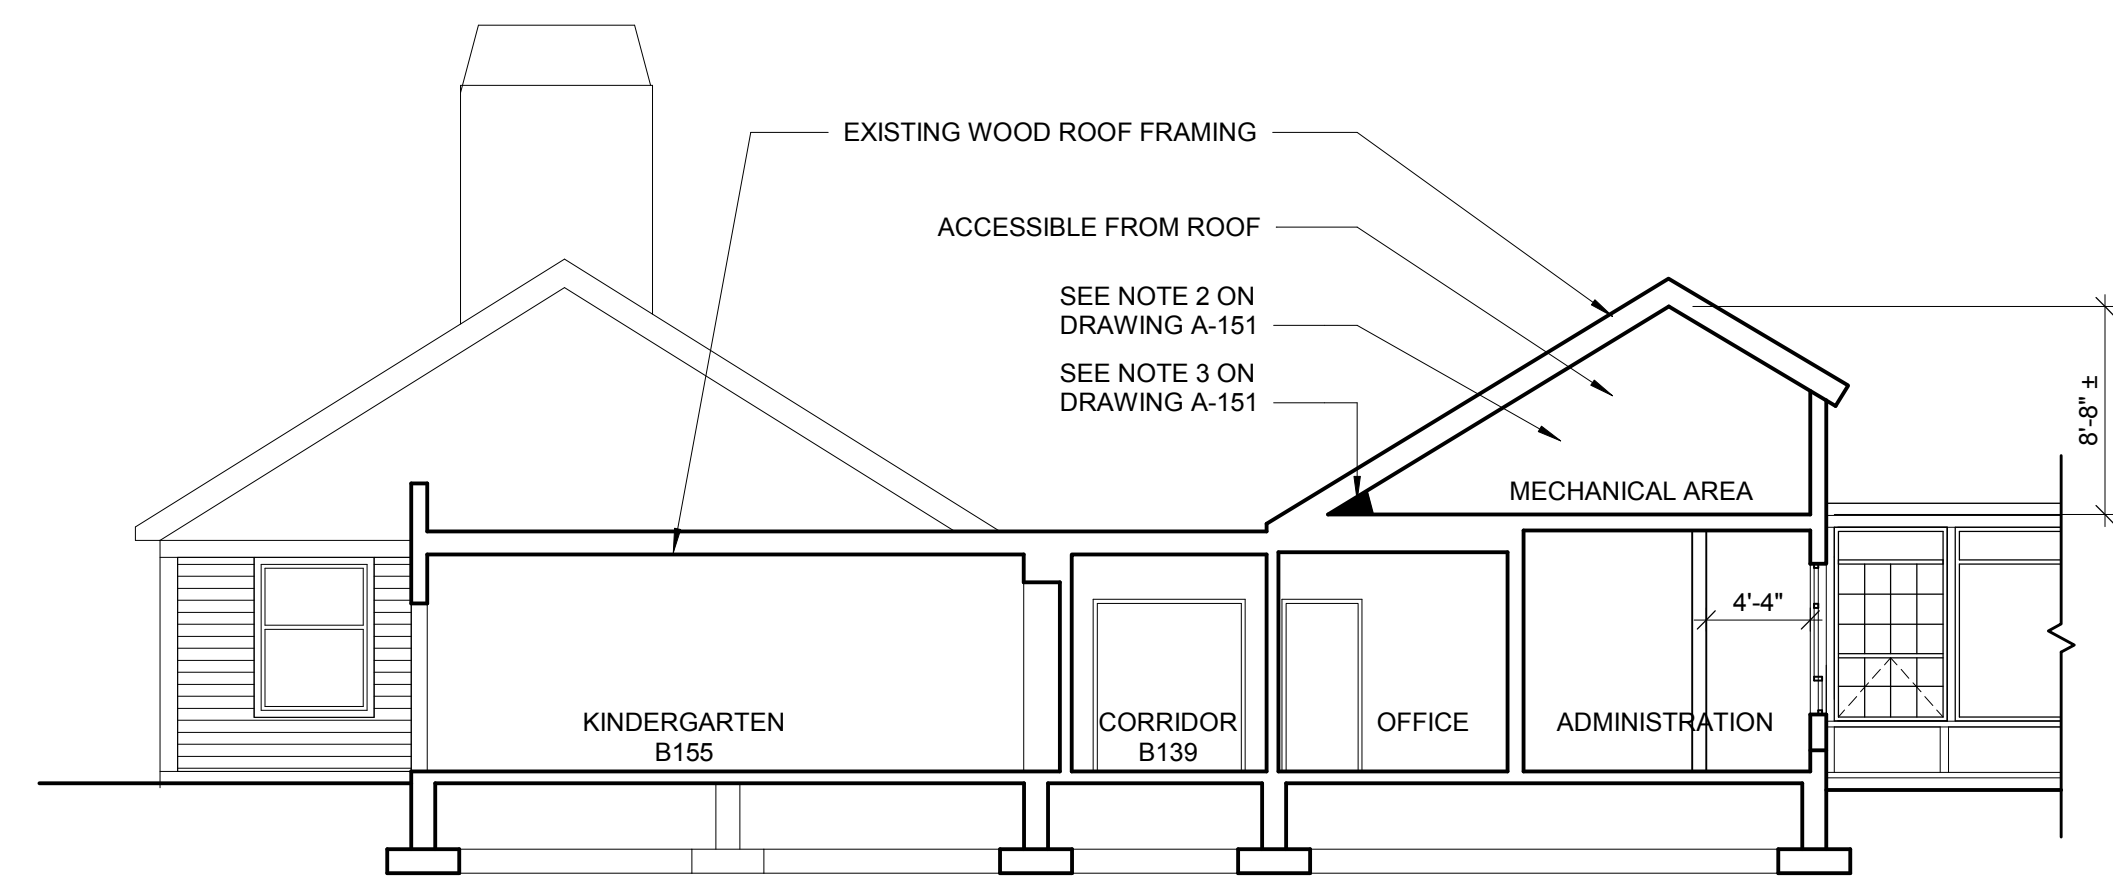 EXISTING WOOD ROOF FRAMING
ACCESSIBLE FROM ROOF
SEE NOTE 2 ON
DRAWING A-151
SEE NOTE 3 ON
DRAWING A-151
8'-8" ±
MECHANICAL AREA
4'-4"
KINDERGARTEN
B155
CORRIDOR
B139
OFFICE
ADMINISTRATION